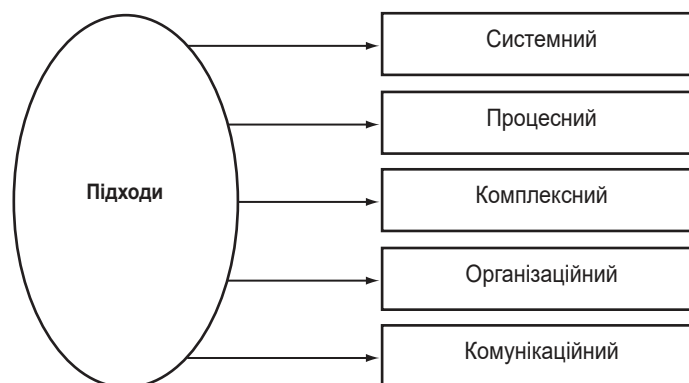 Підходи
Системний
Процесний
Комплексний
Організаційний
Комунікаційний